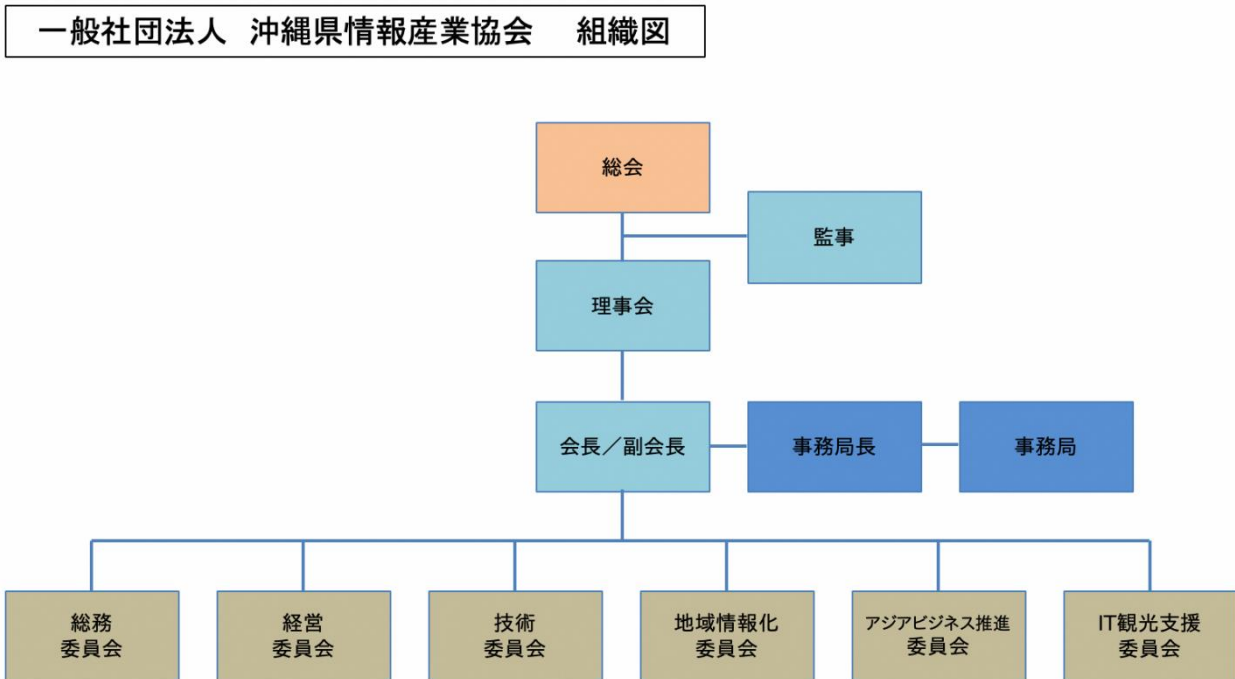 一般社団法人 沖縄県情報産業協会 組織図
総会
監事
理事会
会長／副会長
事務局長
事務局
総務
委員会
経営
委員会
技術
委員会
地域情報化
委員会
アジアビジネス推進
委員会
IT観光支援
委員会